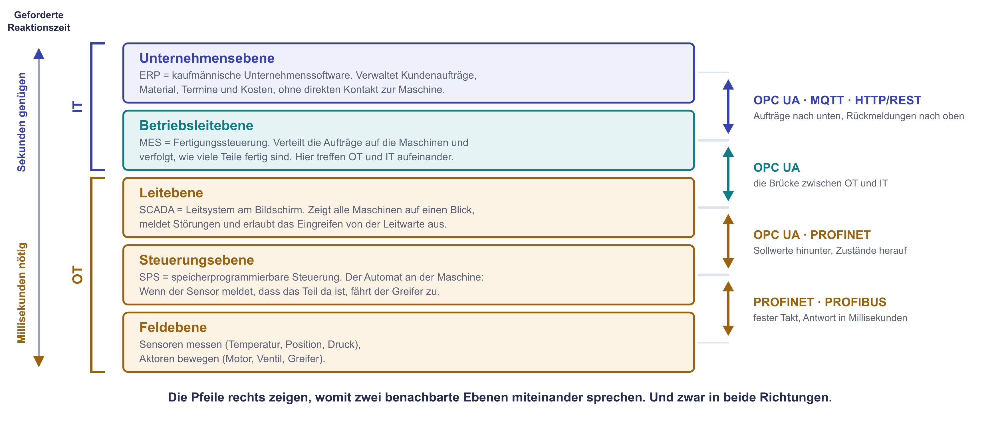 Geforderte
Reaktionszeit
Sekunden genügen
Millisekunden nötig
IT
OT
Unternehmensebene
ERP = kaufmännische Unternehmenssoftware. Verwaltet Kundenaufträge,
Material, Termine und Kosten, ohne direkten Kontakt zur Maschine.
OPC UA · MQTT · HTTP/REST
Aufträge nach unten, Rückmeldungen nach oben
Betriebsleitebene
MES = Fertigungssteuerung. Verteilt die Aufträge auf die Maschinen und
verfolgt, wie viele Teile fertig sind. Hier treffen OT und IT aufeinander.
OPC UA
die Brücke zwischen OT und IT
Leitebene
SCADA = Leitsystem am Bildschirm. Zeigt alle Maschinen auf einen Blick,
meldet Störungen und erlaubt das Eingreifen von der Leitwarte aus.
OPC UA · PROFINET
Sollwerte hinunter, Zustände herauf
Steuerungsebene
SPS = speicherprogrammierbare Steuerung. Der Automat an der Maschine:
Wenn der Sensor meldet, dass das Teil da ist, fährt der Greifer zu.
PROFINET · PROFIBUS
fester Takt, Antwort in Millisekunden
Feldebene
Sensoren messen (Temperatur, Position, Druck),
Aktoren bewegen (Motor, Ventil, Greifer).
Die Pfeile rechts zeigen, womit zwei benachbarte Ebenen miteinander sprechen. Und zwar in beide Richtungen.